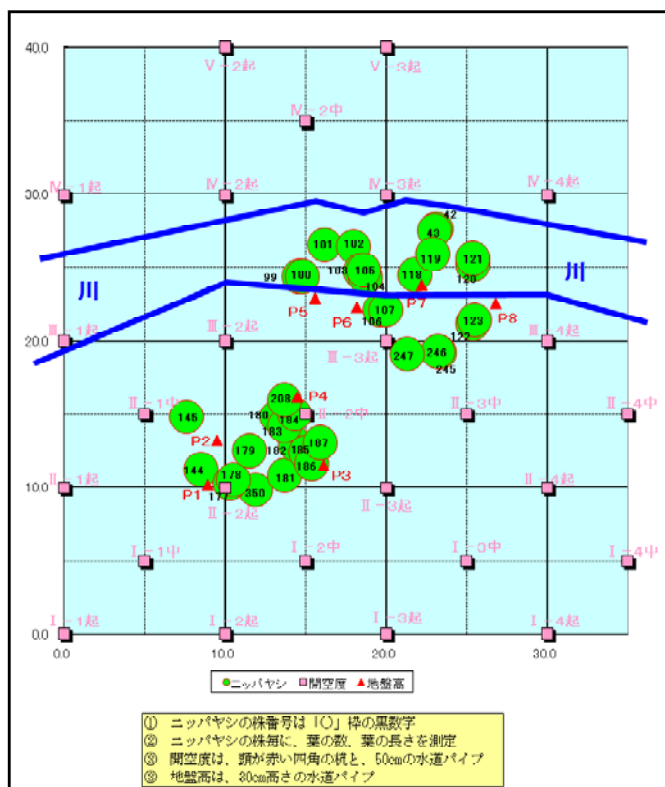 40.0
Ⅴ-2起 Ⅴ-3起
Ⅳ-2中
30.0
Ⅳ-1起 Ⅳ-2起 Ⅳ-3起 Ⅳ-4起
42
43
101 102 119 121
川 99 100 103 105 104 118 120 川
P5 P6 106 107 P7 P8
123
122
20.0
Ⅲ-1起 Ⅲ-2起 Ⅲ-3起 Ⅲ-4起
247 246
245
208 P4
Ⅱ-1中 145 180 184 Ⅱ-2中 Ⅱ-3中 Ⅱ-4中
P2 183 187
179 182 185
144 178 181 186 P3
10.0
P1 350
Ⅱ-1起 Ⅱ-2起 Ⅱ-3起 Ⅱ-4起
Ⅰ-1中 Ⅰ-2中 Ⅰ-3中 Ⅰ-4中
Ⅰ-1起 Ⅰ-2起 Ⅰ-3起 Ⅰ-4起
0.0
0.0 10.0 20.0 30.0
ニッパヤシ 開空度 地盤高
① ニッパヤシの株番号は「〇」枠の黒数字
② ニッパヤシの株毎に、葉の数、葉の長さを測定
③ 開空度は、頭が赤い四角の杭と、50cmの水道パイプ
③ 地盤高は、30cm高さの水道パイプ